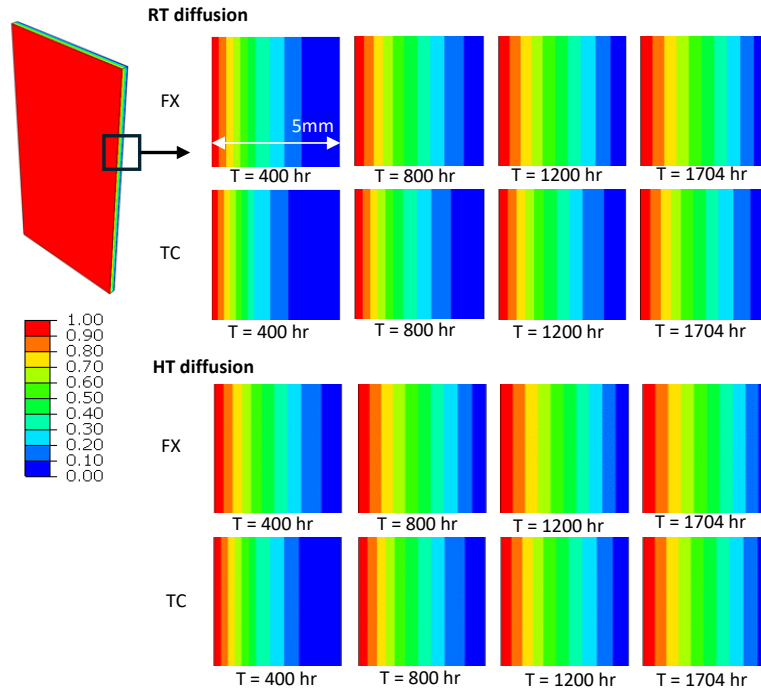 RT diffusion
FX
5mm
T = 400 hr
T = 800 hr
T = 1200 hr
T = 1704 hr
TC
T = 400 hr
T = 800 hr
T = 1200 hr
T = 1704 hr
1.00
0.90
0.80
0.70
0.60
0.50
0.40
0.30
0.20
0.10
0.00
HT diffusion
FX
T = 400 hr
T = 800 hr
T = 1200 hr
T = 1704 hr
TC
T = 400 hr
T = 800 hr
T = 1200 hr
T = 1704 hr